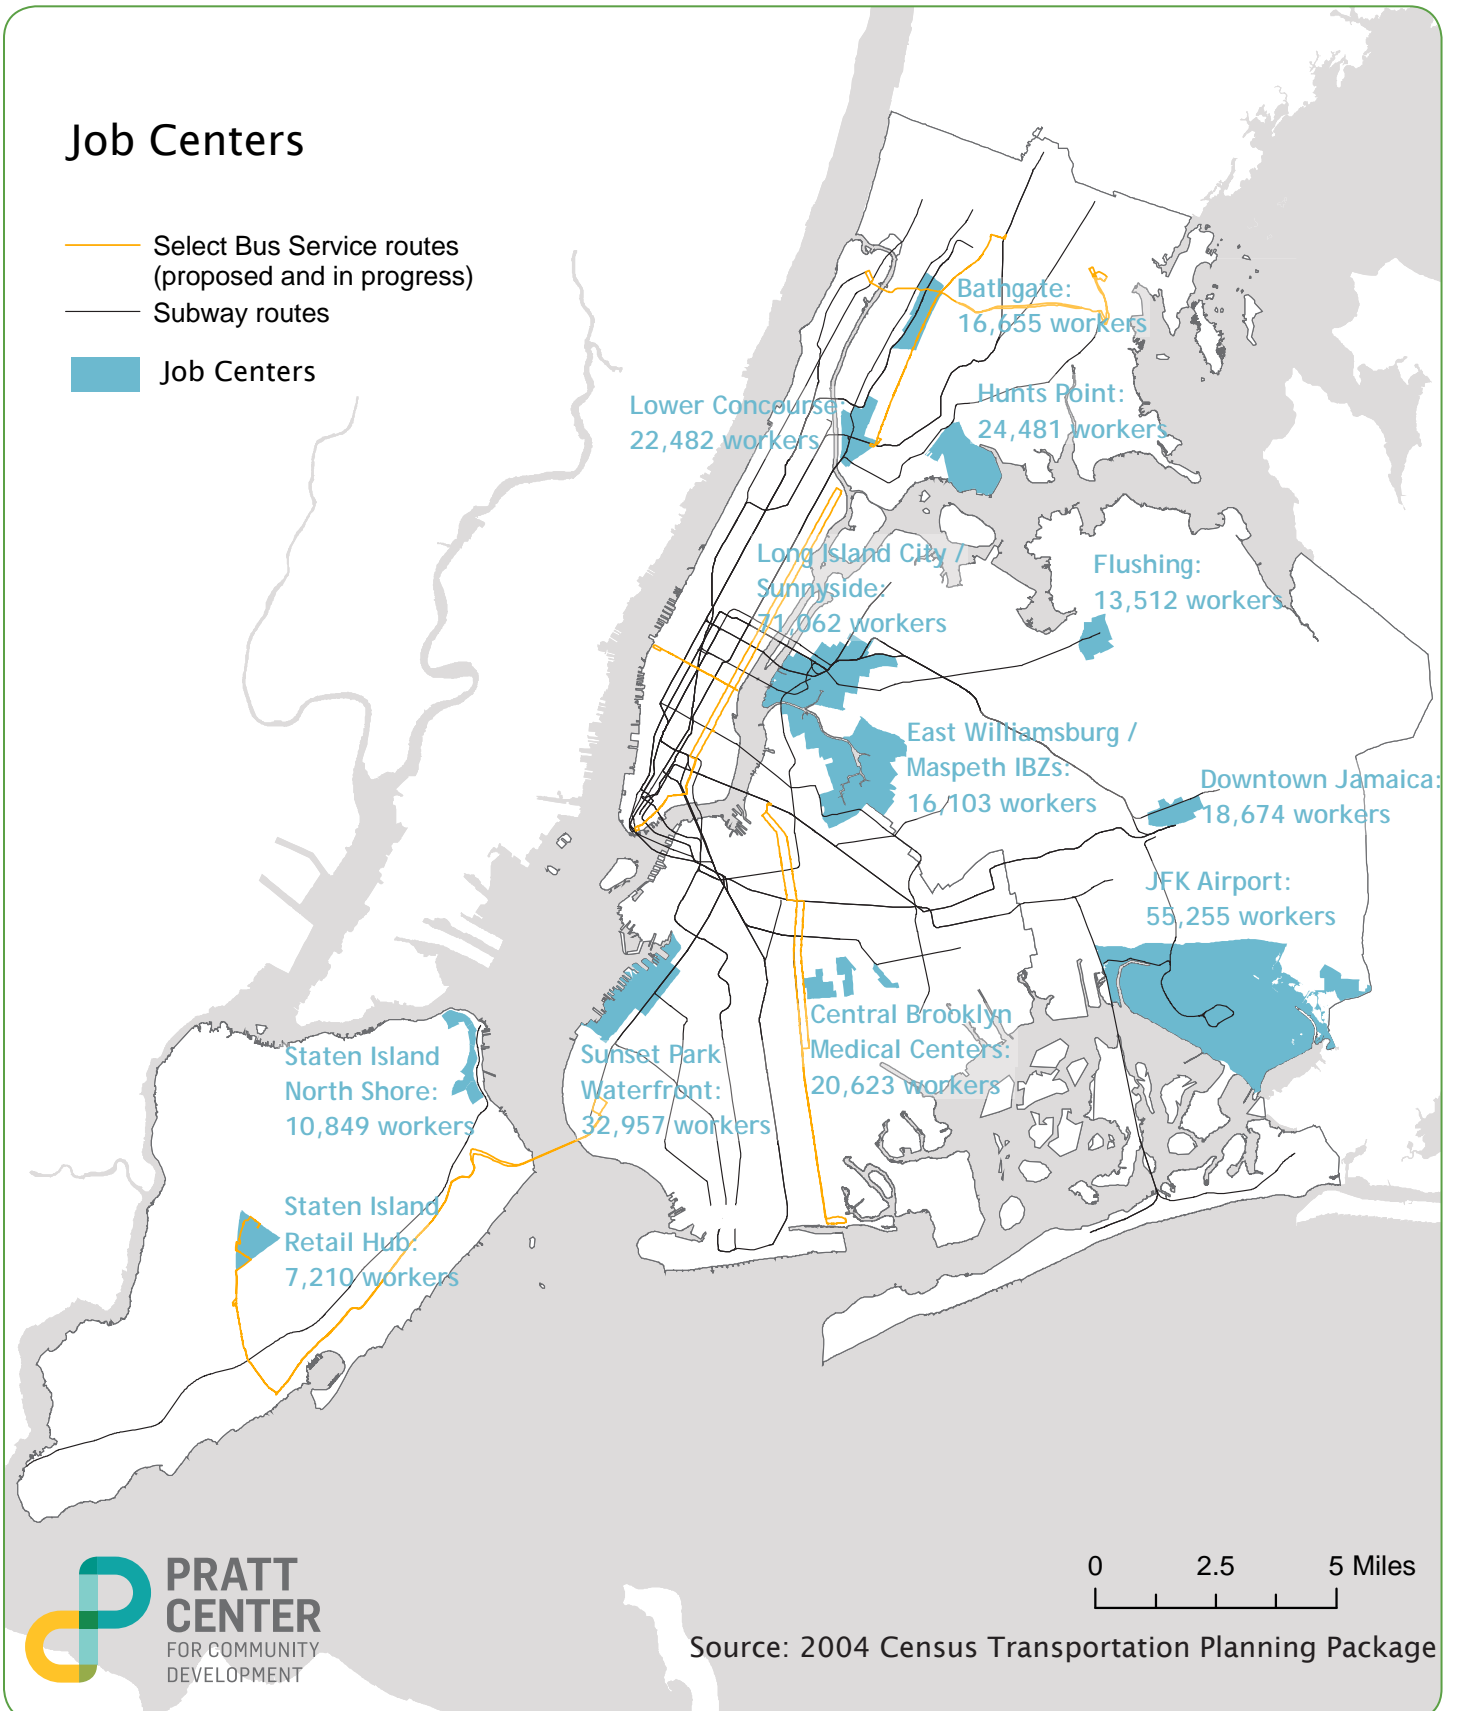 Job Centers
Select Bus Service routes
(proposed and in progress)
Subway routes
Job Centers
Bathgate:
16,655 workers
Lower Concourse:
22,482 workers
Hunts Point:
24,481 workers
Long Island City /
Sunnyside:
71,062 workers
Flushing:
13,512 workers
East Williamsburg /
Maspeth IBZs:
16,103 workers
Downtown Jamaica:
18,674 workers
JFK Airport:
55,255 workers
Central Brooklyn
Medical Centers:
20,623 workers
Staten Island
North Shore:
10,849 workers
Sunset Park
Waterfront:
32,957 workers
Staten Island
Retail Hub:
7,210 workers
PRATT
CENTER
FOR COMMUNITY
DEVELOPMENT
0 2.5 5 Miles
Source: 2004 Census Transportation Planning Package